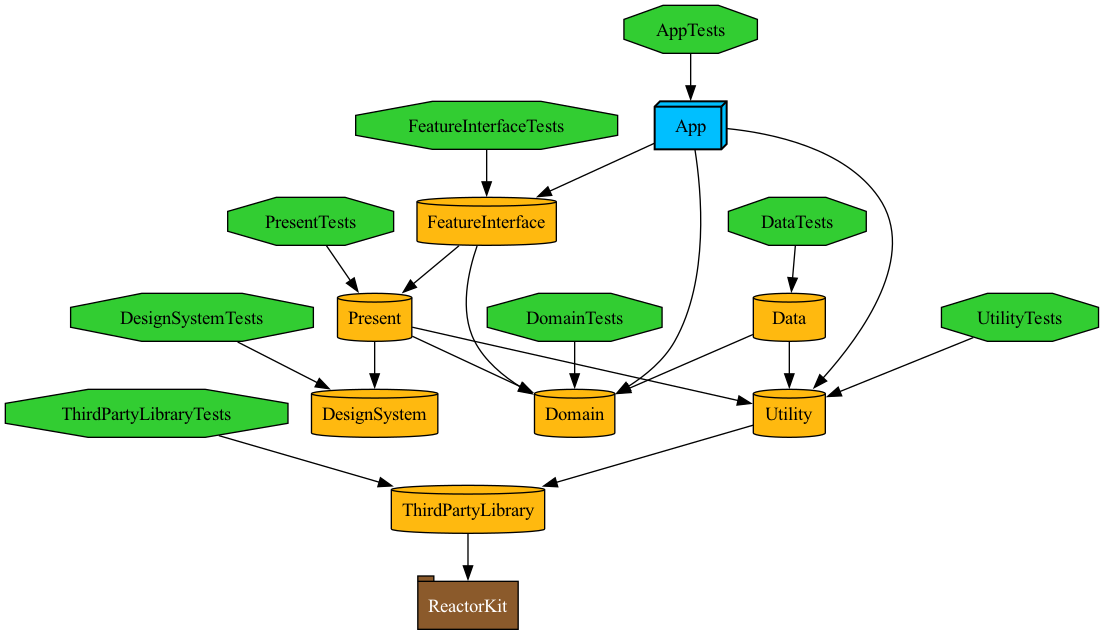 AppTests
FeatureInterfaceTests
App
PresentTests
FeatureInterface
DataTests
DesignSystemTests
Present
DomainTests
Data
UtilityTests
ThirdPartyLibraryTests
DesignSystem
Domain
Utility
ThirdPartyLibrary
ReactorKit